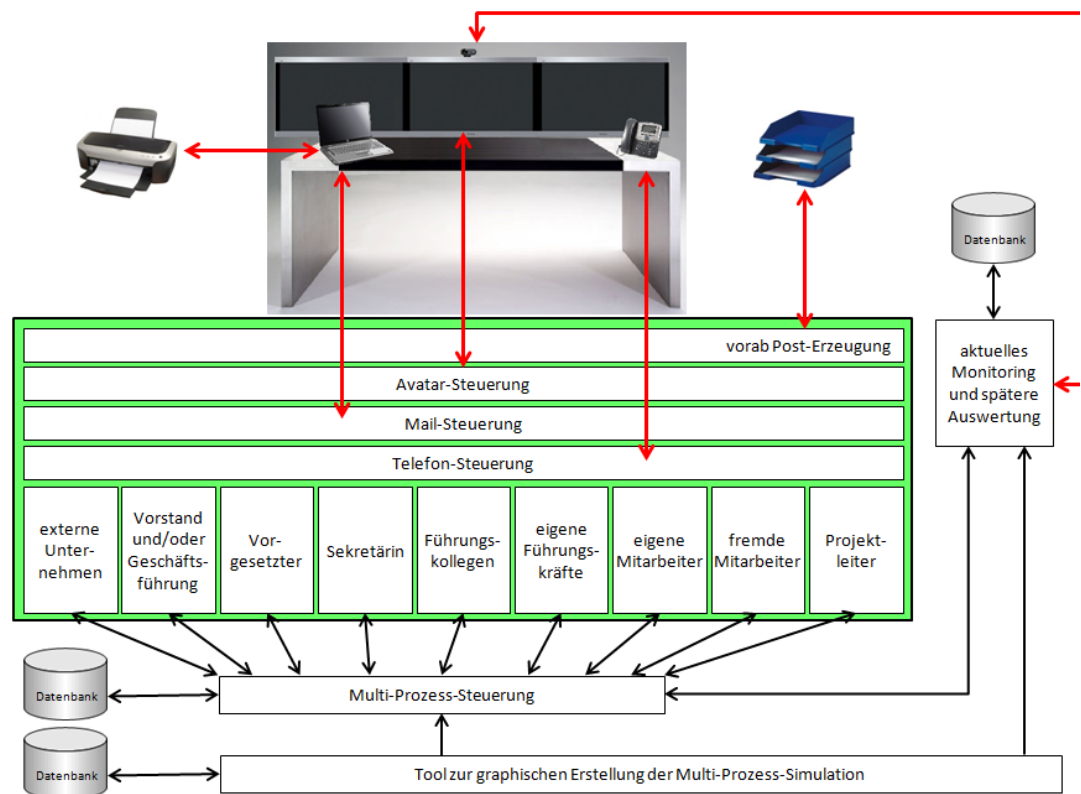 Datenbank
vorab Post-Erzeugung
aktuelles
Monitoring
und spätere
Auswertung
Avatar-Steuerung
Mail-Steuerung
Telefon-Steuerung
externe
Unter-
nehmen
Vorstand
und/oder
Geschäfts-
führung
Vor-
gesetzter
Sekretärin
Führungs-
kollegen
eigene
Führungs-
kräfte
eigene
Mitarbeiter
fremde
Mitarbeiter
Projekt-
leiter
Datenbank
Multi-Prozess-Steuerung
Datenbank
Tool zur graphischen Erstellung der Multi-Prozess-Simulation